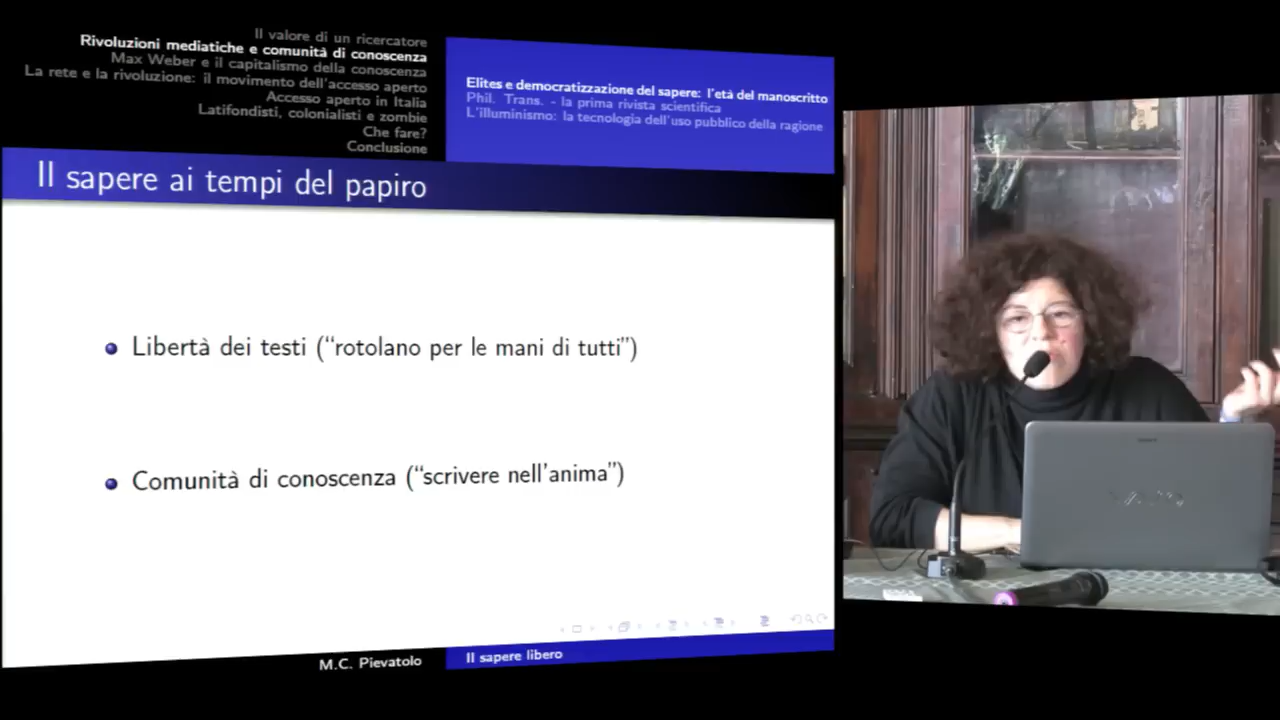 Il valore di un ricercatore
Rivoluzioni mediatiche e comunità di conoscenza
Max Weber e il capitalismo della conoscenza
La rete e la rivoluzione: il movimento dell'accesso aperto
Accesso aperto in Italia
Latifondisti, colonialisti e zombie
Che fare?
Conclusione
Elites e democratizzazione del sapere: l'età del manoscritto
Phil. Trans. - la prima rivista scientifica
L'illuminismo: la tecnologia dell'uso pubblico della ragione
Il sapere ai tempi del papiro
Libertà dei testi (“rotolano per le mani di tutti”)
Comunità di conoscenza (“scrivere nell'anima”)
M.C. Pievatolo
Il sapere libero
VAIO